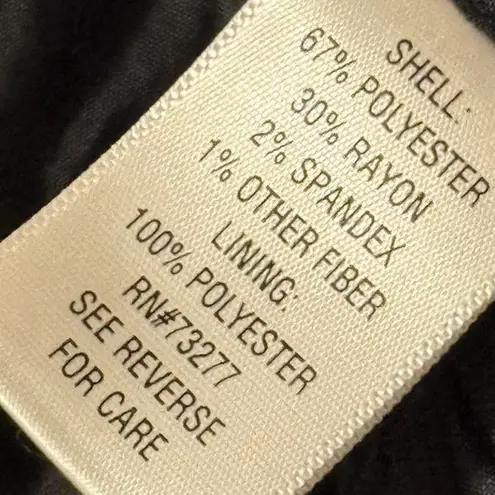 SHELL:
67% POLYESTER
30% RAYON
2% SPANDEX
1% OTHER FIBER
LINING:
100% POLYESTER
RN#73277
SEE REVERSE
FOR CARE